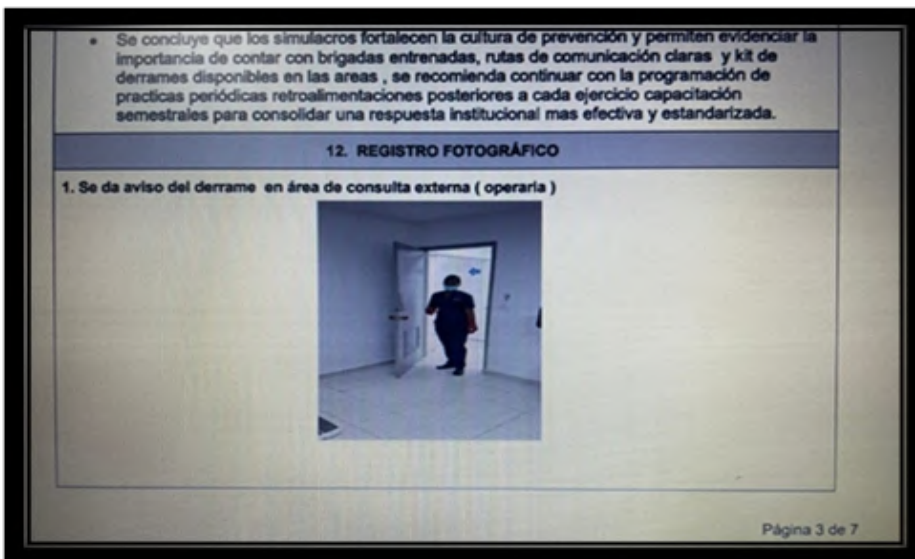 • Se concluye que los simulacros fortalecen la cultura de prevención y permiten evidenciar la
importancia de contar con brigadas entrenadas, rutas de comunicación claras y kit de
derrames disponibles en las areas , se recomienda continuar con la programación de
practicas periódicas retroalimentaciones posteriores a cada ejercicio capacitación
semestrales para consolidar una respuesta institucional mas efectiva y estandarizada.
12. REGISTRO FOTOGRÁFICO
1. Se da aviso del derrame en área de consulta externa ( operaria )
Página 3 de 7